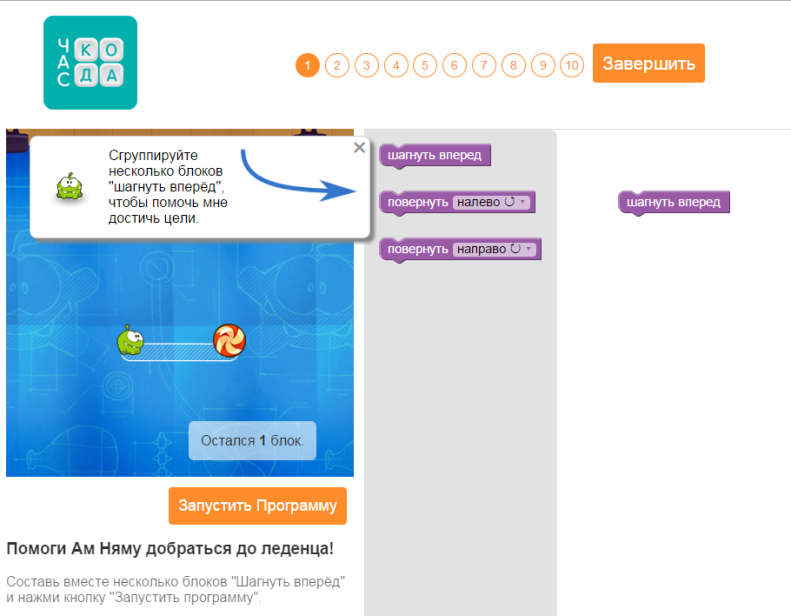 ЧАС
КО
ДА
1 2 3 4 5 6 7 8 9 10
Завершить
Сгруппируйте
несколько блоков
"шагнуть вперёд",
чтобы помочь мне
достичь цели.
×
шагнуть вперед
повернуть налево
повернуть направо
шагнуть вперед
Остался 1 блок.
Запустить Программу
Помоги Ам Няму добраться до леденца!
Составь вместе несколько блоков "Шагнуть вперёд"
и нажми кнопку "Запустить программу".